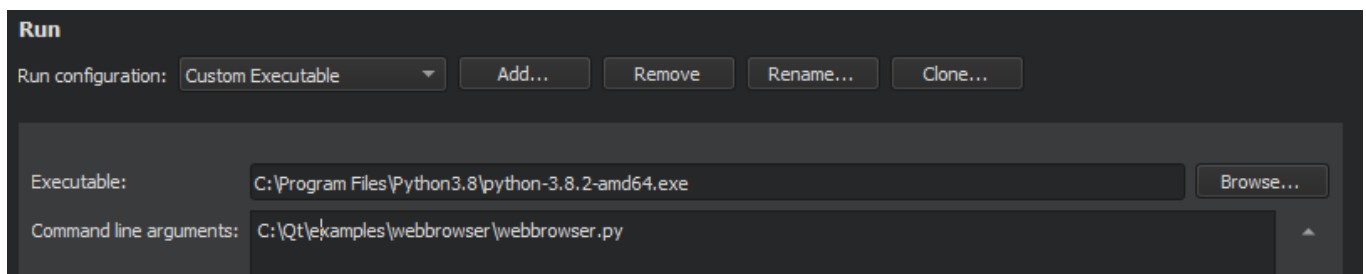 Run
Run configuration: Custom Executable Add... Remove Rename... Clone...
Executable: C:\Program Files\Python3.8\python-3.8.2-amd64.exe Browse...
Command line arguments: C:\Qt\examples\webbrowser\webbrowser.py